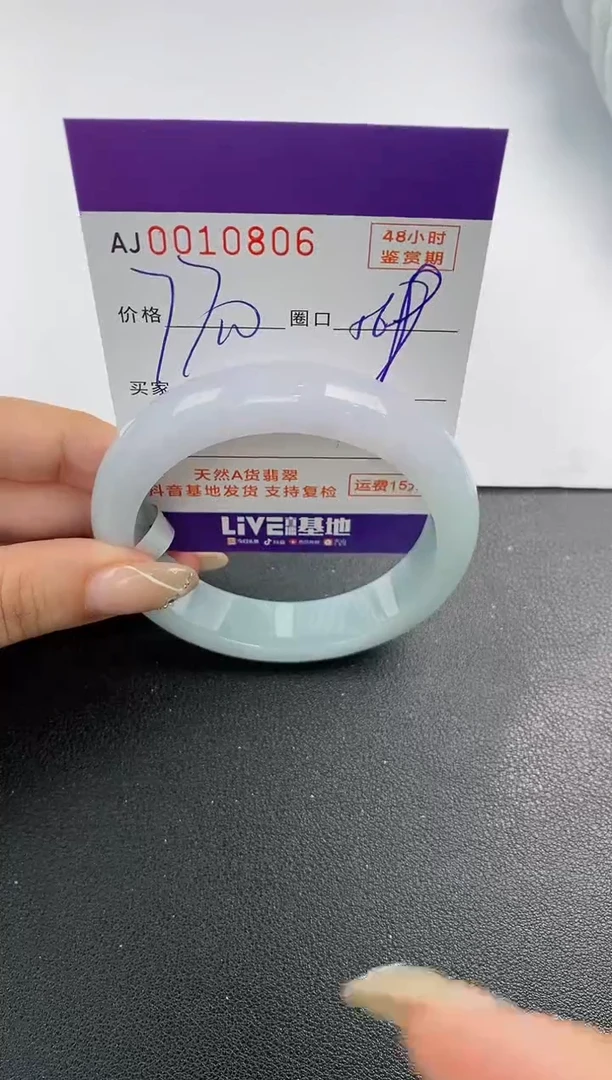 AJ0010806
48小时
鉴赏期
价格 7700 圈口
买家
天然A货翡翠
抖音基地发货 支持复检
运费15
LiVE 基地